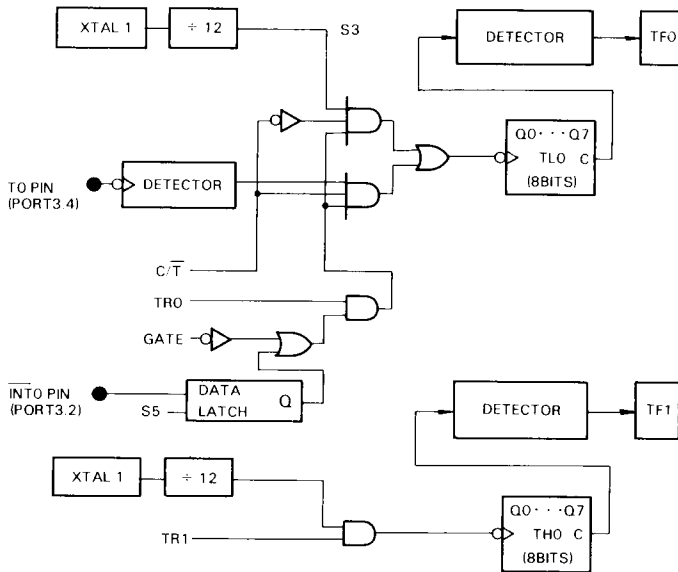 XTAL 1
÷ 12
S3
DETECTOR
TF0
Q0 · · · Q7
TL0 C
(8BITS)
T0 PIN
(PORT3.4)
DETECTOR
C/T̅
TR0
GATE
I̅N̅T̅0 PIN
(PORT3.2)
S5
DATA
LATCH
Q
DETECTOR
TF1
XTAL 1
÷ 12
TR1
Q0 · · · Q7
TH0 C
(8BITS)